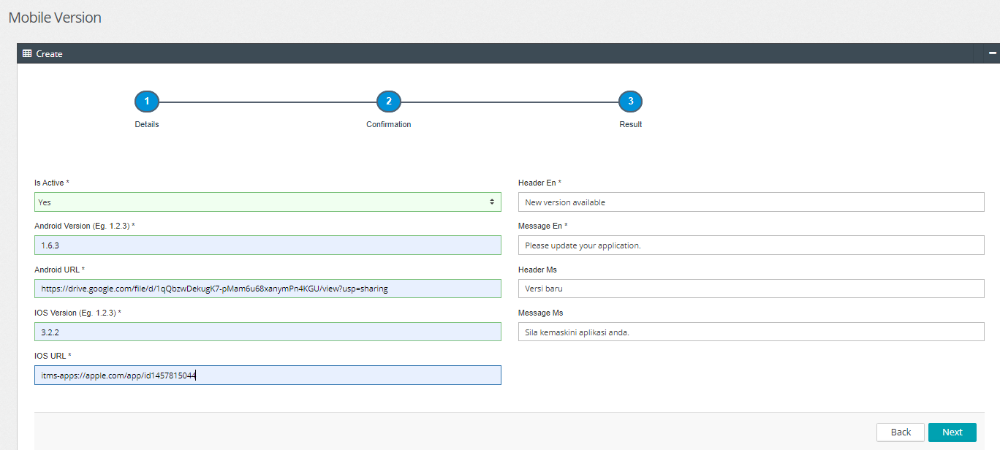 Mobile Version
Create
1 2 3
Details Confirmation Result
Is Active *
Yes
Android Version (Eg. 1.2.3) *
1.6.3
Android URL *
https://drive.google.com/file/d/1qQbzwDekugK7-pMam6u68xanymPn4KGU/view?usp=sharing
IOS Version (Eg. 1.2.3) *
3.2.2
IOS URL *
itms-apps://apple.com/app/id1457815044
Header En *
New version available
Message En *
Please update your application.
Header Ms
Versi baru
Message Ms
Sila kemaskini aplikasi anda.
Back Next